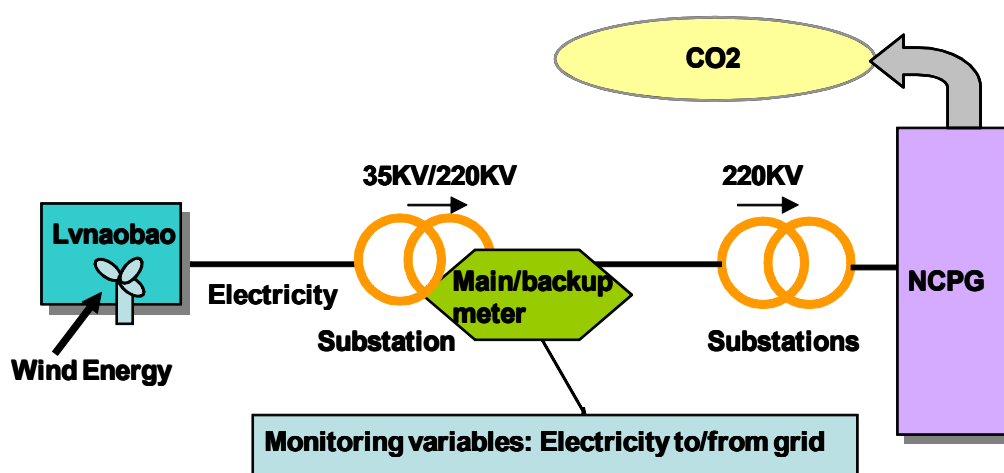 CO2
35KV/220KV
220KV
Lvnaobao
Electricity
Main/backup
meter
NCPG
Substation
Substations
Wind Energy
Monitoring variables: Electricity to/from grid